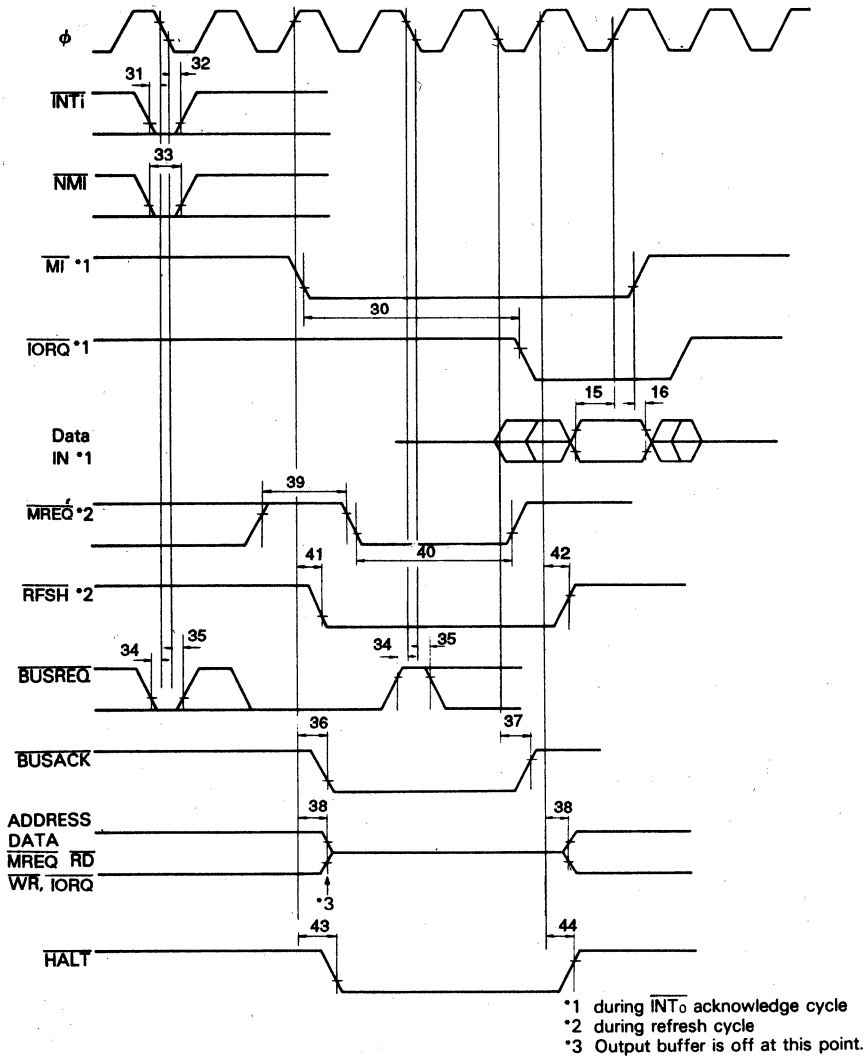 φ
31
32
INTi
33
NMI
MI *1
30
IORQ *1
15
16
Data
IN *1
39
MREQ *2
40
41
42
RFSH *2
34
35
34
35
BUSREQ
36
37
BUSACK
38
38
ADDRESS
DATA
MREQ RD
WR, IORQ
*3
43
44
HALT
*1 during INT₀ acknowledge cycle
*2 during refresh cycle
*3 Output buffer is off at this point.